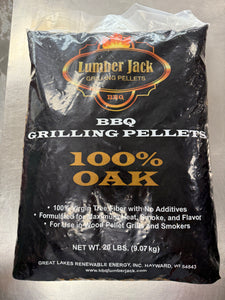 Lumber Jack
GRILLING PELLETS
BBQ
BBQ
GRILLING PELLETS
100%
OAK
• 100% Virgin Tree Fiber with No Additives
• Formulated for Maximum Heat, Smoke, and Flavor
• For Use in Wood Pellet Grills and Smokers
NET WT. 20 LBS. (9.07kg)
GREAT LAKES RENEWABLE ENERGY, INC. HAYWARD, WI 54843
www.bbqlumberjack.com